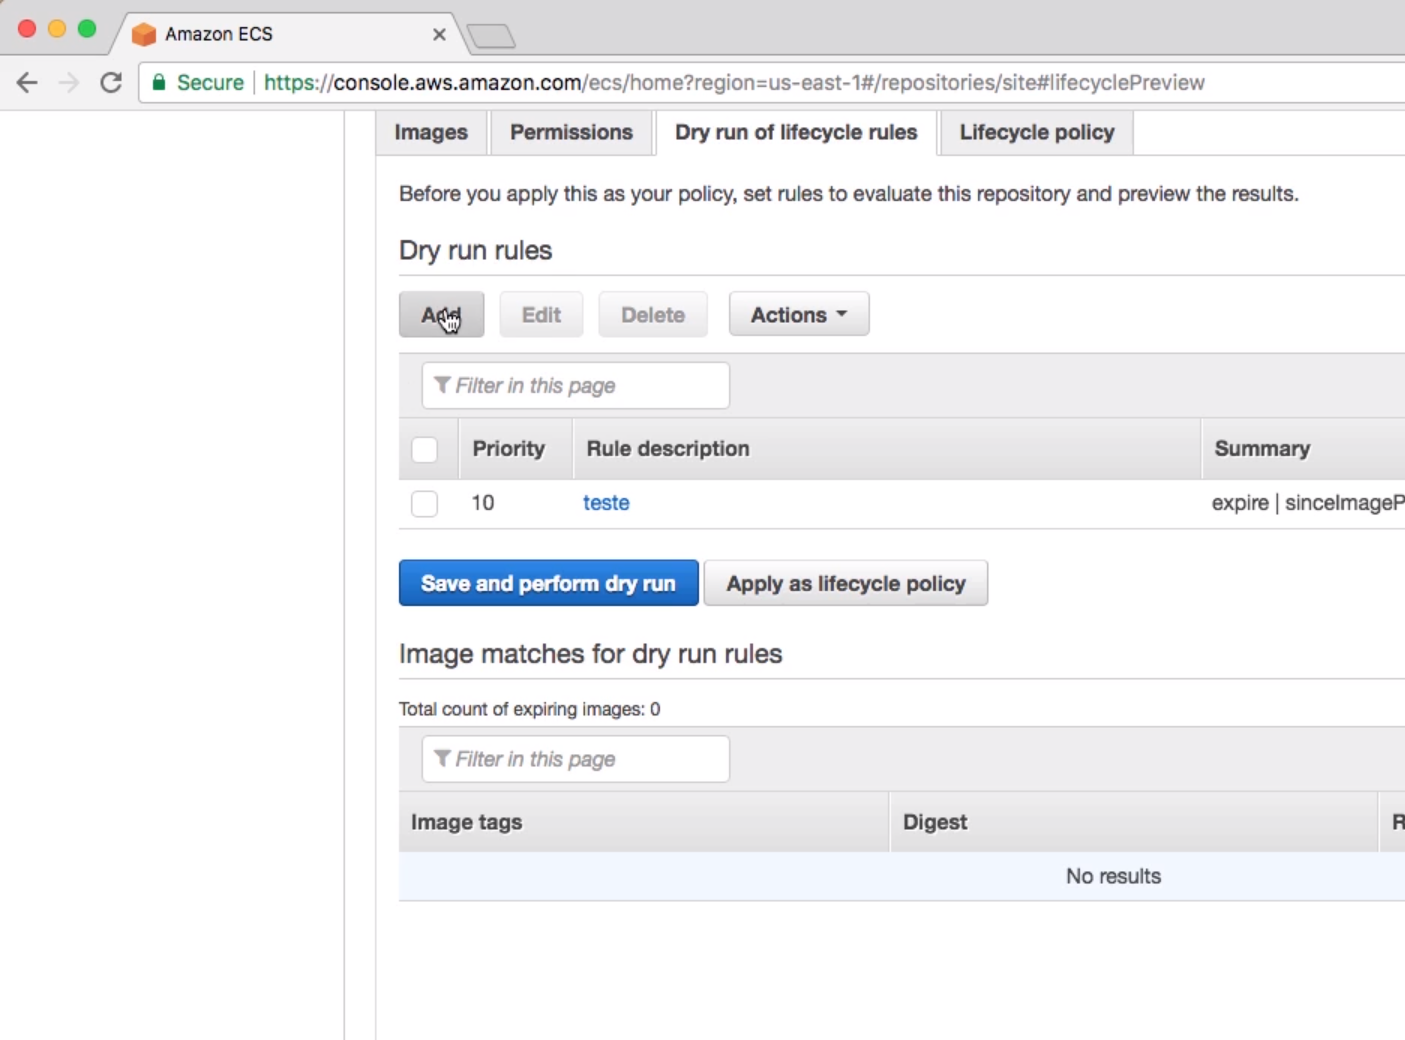 Amazon ECS
Secure | https://console.aws.amazon.com/ecs/home?region=us-east-1#/repositories/site#lifecyclePreview
Images Permissions Dry run of lifecycle rules Lifecycle policy
Before you apply this as your policy, set rules to evaluate this repository and preview the results.
Dry run rules
Add Edit Delete Actions
Filter in this page
Priority Rule description Summary
10 teste expire | sinceImageP
Save and perform dry run Apply as lifecycle policy
Image matches for dry run rules
Total count of expiring images: 0
Filter in this page
Image tags Digest R
No results